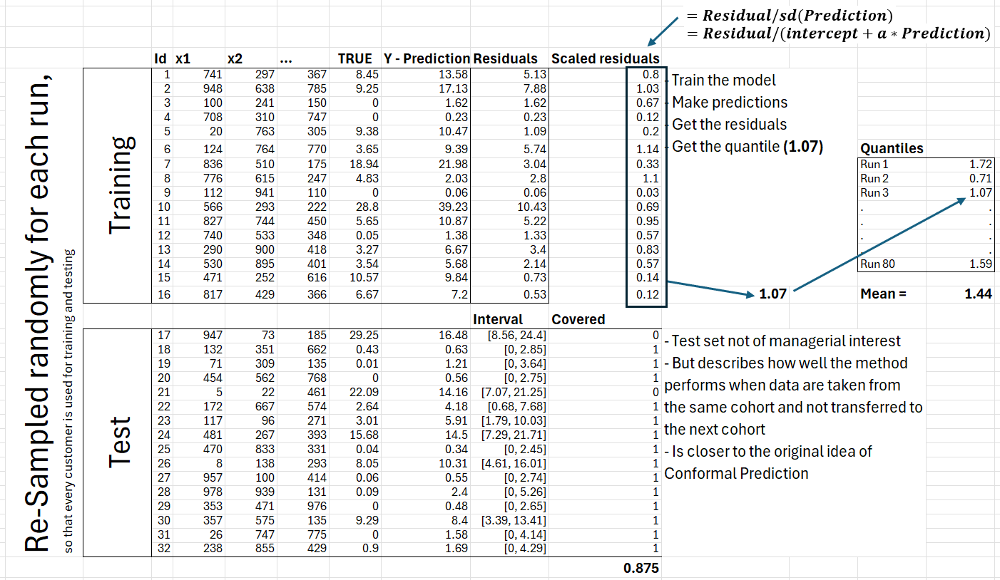 = Residual/sd(Prediction)
= Residual/(intercept + a * Prediction)
Re-Sampled randomly for each run,
so that every customer is used for training and testing
Id x1 x2 ... TRUE Y - Prediction Residuals Scaled residuals
Training
1 741 297 367 8.45 13.58 5.13 0.8
2 948 638 785 9.25 17.13 7.88 1.03
3 100 241 150 0 1.62 1.62 0.67
4 708 310 747 0 0.23 0.23 0.12
5 20 763 305 9.38 10.47 1.09 0.2
6 124 764 770 3.65 9.39 5.74 1.14
7 836 510 175 18.94 21.98 3.04 0.33
8 776 615 247 4.83 2.03 2.8 1.1
9 112 941 110 0 0.06 0.06 0.03
10 566 293 222 28.8 39.23 10.43 0.69
11 827 744 450 5.65 10.87 5.22 0.95
12 740 533 348 0.05 1.38 1.33 0.57
13 290 900 418 3.27 6.67 3.4 0.83
14 530 895 401 3.54 5.68 2.14 0.57
15 471 252 616 10.57 9.84 0.73 0.14
16 817 429 366 6.67 7.2 0.53 0.12
- Train the model
- Make predictions
- Get the residuals
- Get the quantile (1.07)
1.07
Quantiles
Run 1 1.72
Run 2 0.71
Run 3 1.07
. .
. .
. .
. .
Run 80 1.59
Mean = 1.44
Interval Covered
Test
17 947 73 185 29.25 16.48 [8.56, 24.4] 0
18 132 351 662 0.43 0.63 [0, 2.85] 1
19 71 309 135 0.01 1.21 [0, 3.64] 1
20 454 562 768 0 0.56 [0, 2.75] 1
21 5 22 461 22.09 14.16 [7.07, 21.25] 0
22 172 667 574 2.64 4.18 [0.68, 7.68] 1
23 117 96 271 3.01 5.91 [1.79, 10.03] 1
24 481 267 393 15.68 14.5 [7.29, 21.71] 1
25 470 833 331 0.04 0.34 [0, 2.45] 1
26 8 138 293 8.05 10.31 [4.61, 16.01] 1
27 957 100 414 0.06 0.55 [0, 2.74] 1
28 978 939 131 0.09 2.4 [0, 5.26] 1
29 353 471 976 0 0.48 [0, 2.65] 1
30 357 575 135 9.29 8.4 [3.39, 13.41] 1
31 26 747 775 0 1.58 [0, 4.14] 1
32 238 855 429 0.9 1.69 [0, 4.29] 1
0.875
- Test set not of managerial interest
- But describes how well the method
performs when data are taken from
the same cohort and not transferred to
the next cohort
- Is closer to the original idea of
Conformal Prediction